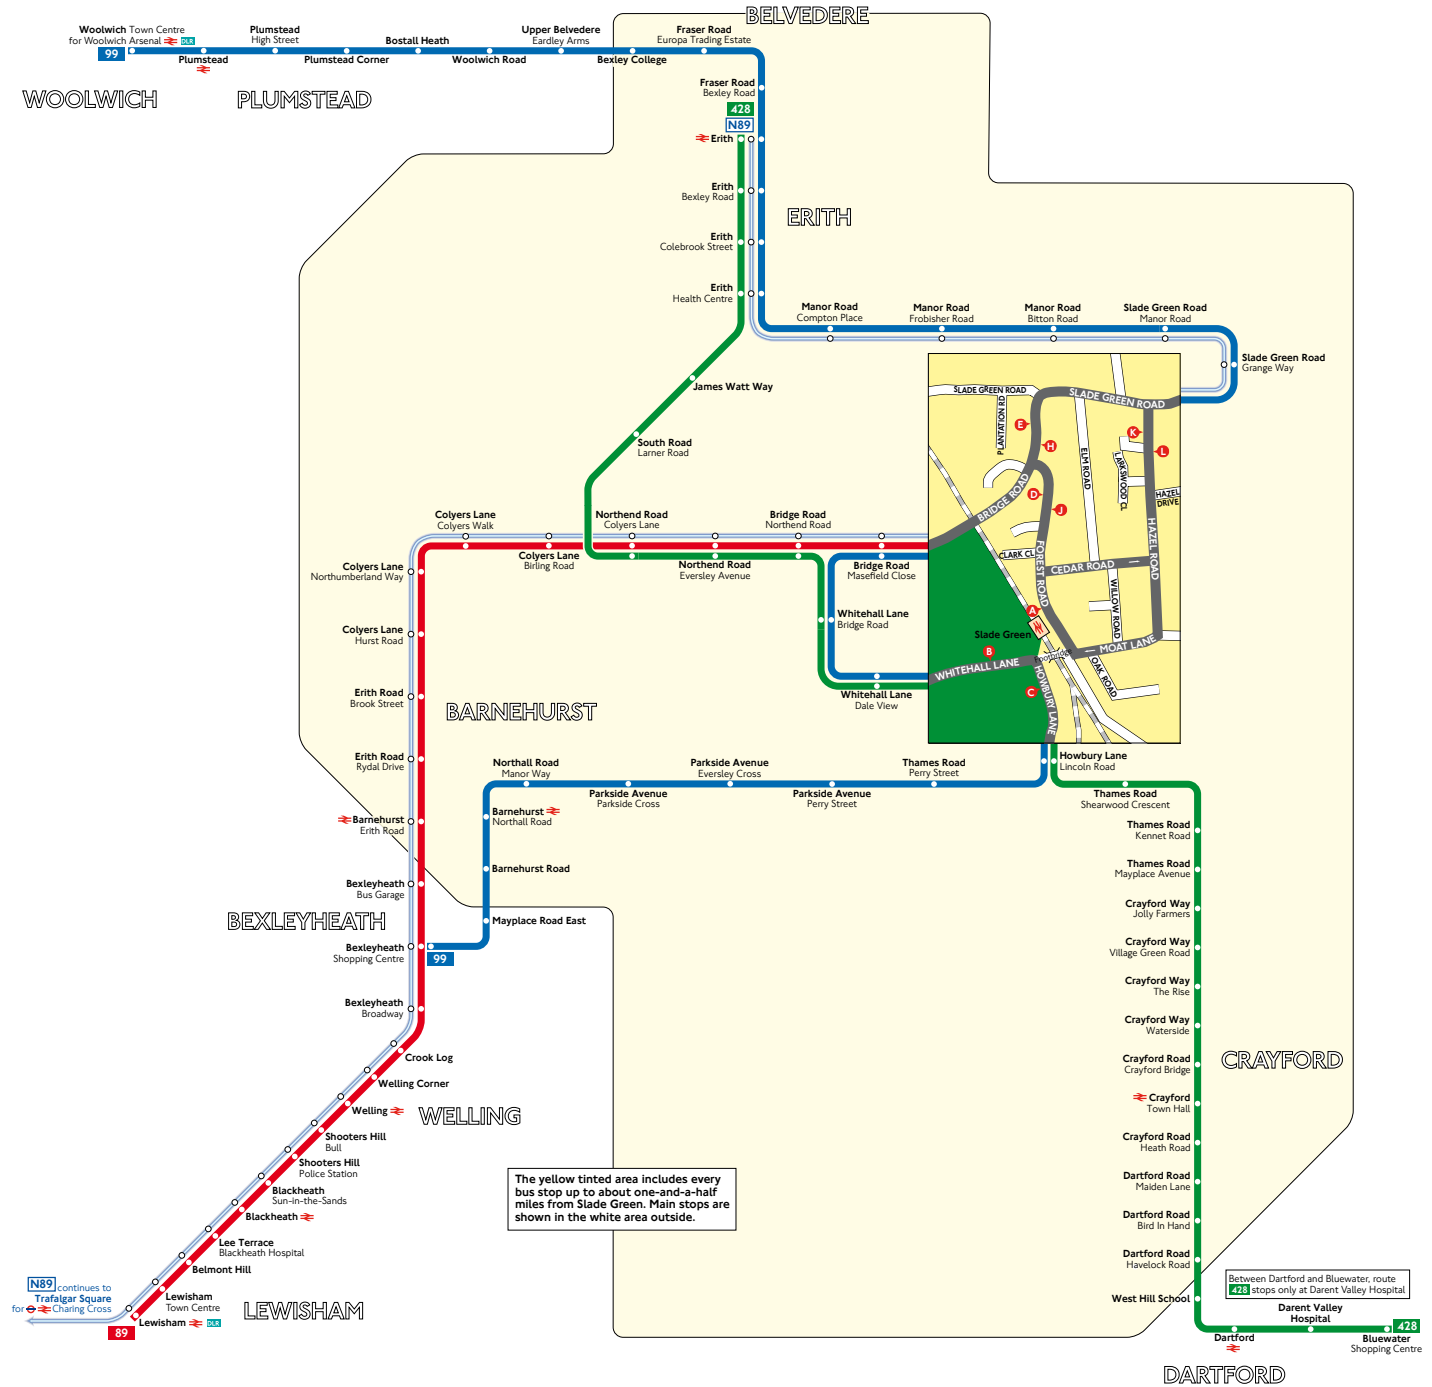 BELVEDERE
Woolwich Town Centre
for Woolwich Arsenal DLR
99
Plumstead
Plumstead
High Street
Plumstead Corner
Bostall Heath
Woolwich Road
Upper Belvedere
Eardley Arms
Bexley College
Fraser Road
Europa Trading Estate
WOOLWICH
PLUMSTEAD
Fraser Road
Bexley Road
428
N89
Erith
Erith
Bexley Road
ERITH
Erith
Colebrook Street
Erith
Health Centre
Manor Road
Compton Place
Manor Road
Frobisher Road
Manor Road
Bitton Road
Slade Green Road
Manor Road
Slade Green Road
Grange Way
James Watt Way
South Road
Larner Road
Colyers Lane
Colyers Walk
Northend Road
Colyers Lane
Bridge Road
Northend Road
Colyers Lane
Birling Road
Northend Road
Eversley Avenue
Bridge Road
Masefield Close
Colyers Lane
Northumberland Way
Whitehall Lane
Bridge Road
Colyers Lane
Hurst Road
Whitehall Lane
Dale View
Erith Road
Brook Street
BARNEHURST
Erith Road
Rydal Drive
Barnehurst
Erith Road
SLADE GREEN ROAD
SLADE GREEN ROAD
PLANTATION RD
E
H
K
L
ELM ROAD
LARKSWOOD CL
HAZEL
DRIVE
BRIDGE ROAD
D
J
HAZEL ROAD
CLARK CL
FOREST ROAD
CEDAR ROAD
WILLOW ROAD
A
Slade Green
B
Footbridge
MOAT LANE
WHITEHALL LANE
OAK ROAD
C
HOWBURY LANE
Northall Road
Manor Way
Parkside Avenue
Eversley Cross
Thames Road
Perry Street
Howbury Lane
Lincoln Road
Parkside Avenue
Parkside Cross
Parkside Avenue
Perry Street
Thames Road
Shearwood Crescent
Barnehurst
Northall Road
Barnehurst Road
Mayplace Road East
Bexleyheath
Bus Garage
BEXLEYHEATH
Bexleyheath
Shopping Centre
99
Bexleyheath
Broadway
Thames Road
Kennet Road
Thames Road
Mayplace Avenue
Crayford Way
Jolly Farmers
Crayford Way
Village Green Road
Crayford Way
The Rise
Crayford Way
Waterside
Crayford Road
Crayford Bridge
CRAYFORD
Crayford
Town Hall
Crayford Road
Heath Road
Dartford Road
Maiden Lane
Dartford Road
Bird In Hand
Dartford Road
Havelock Road
West Hill School
Crook Log
Welling Corner
Welling
WELLING
Shooters Hill
Bull
Shooters Hill
Police Station
Blackheath
Sun-in-the-Sands
Blackheath
Lee Terrace
Blackheath Hospital
Belmont Hill
Lewisham
Town Centre
LEWISHAM
Lewisham DLR
89
N89 continues to
Trafalgar Square
for Charing Cross
The yellow tinted area includes every
bus stop up to about one-and-a-half
miles from Slade Green. Main stops are
shown in the white area outside.
Between Dartford and Bluewater, route
428 stops only at Darent Valley Hospital
Darent Valley
Hospital
428
Dartford
Bluewater
Shopping Centre
DARTFORD